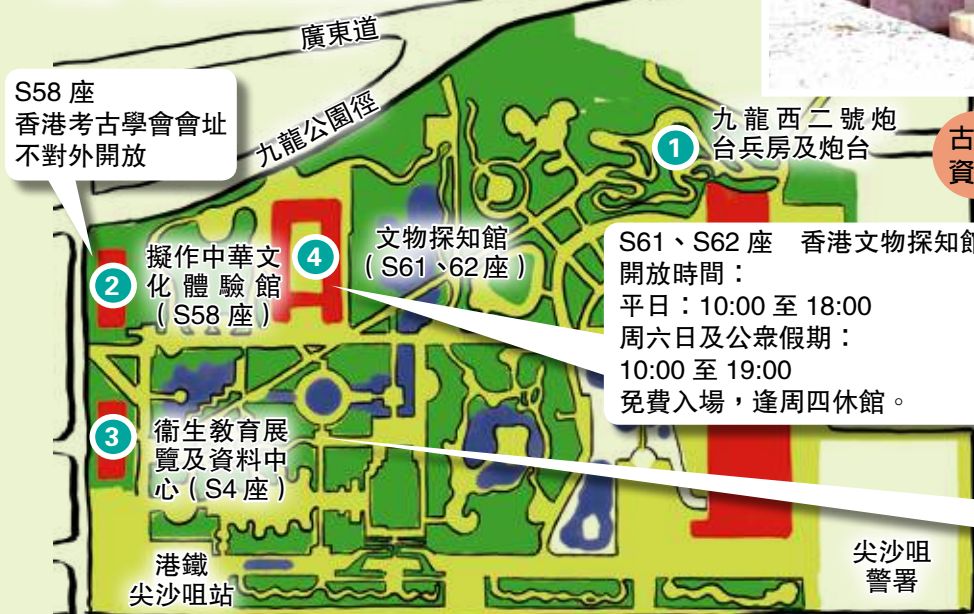 廣東道
九龍公園徑
S58 座
香港考古學會會址
不對外開放
1
九龍西二號炮
台兵房及炮台
古
資
2
擬作中華文
化體驗館
（S58 座）
4
文物探知館
（S61、62 座）
S61、S62 座　香港文物探知館
開放時間：
平日：10:00 至 18:00
周六日及公眾假期：
10:00 至 19:00
免費入場，逢周四休館。
3
衞生教育展
覽及資料中
心（S4 座）
港鐵
尖沙咀站
尖沙咀
警署